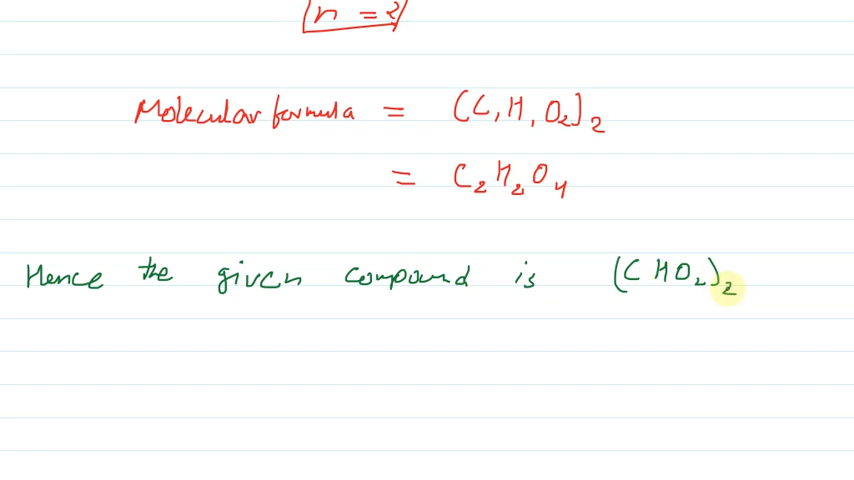 n = 2
Molecular formula = (C, H, O₂)₂
= C₂H₂O₄
Hence the given compound is (CHO₂)₂